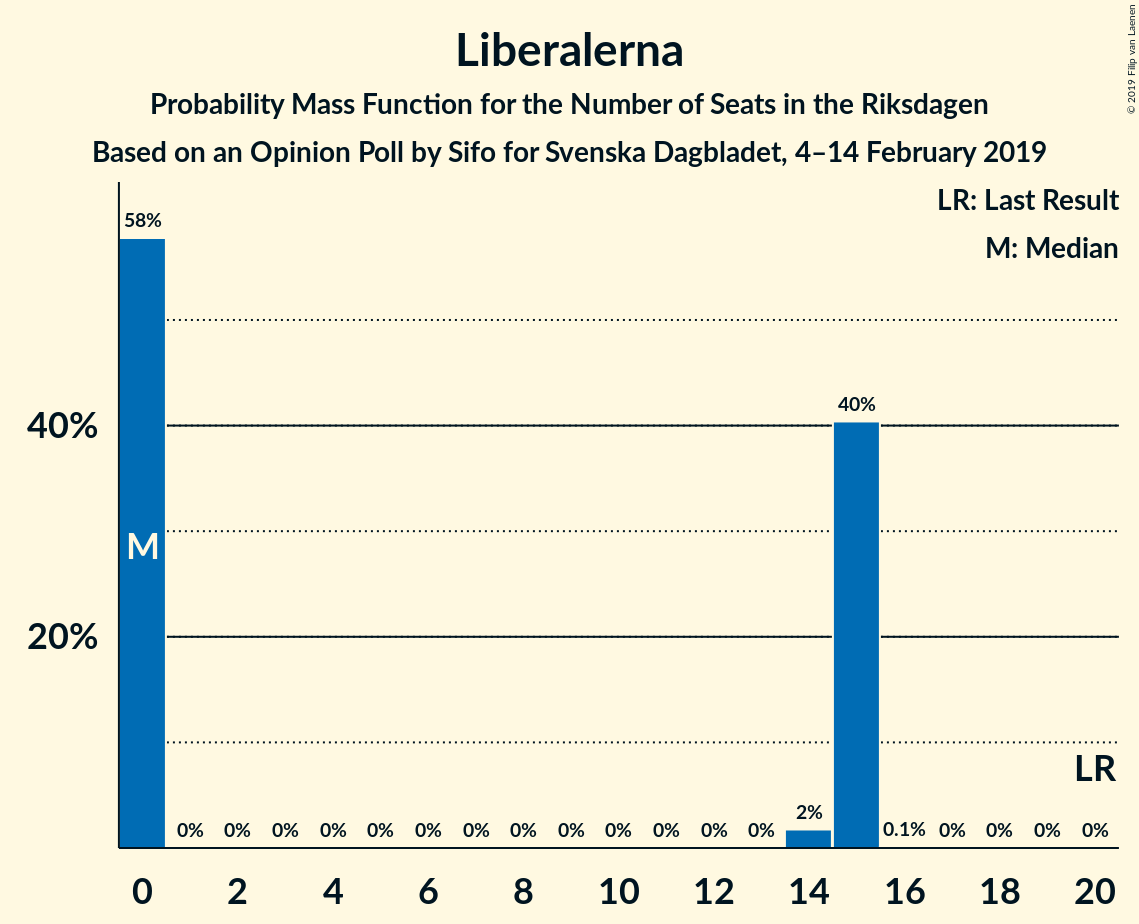 Liberalerna
Probability Mass Function for the Number of Seats in the Riksdagen
Based on an Opinion Poll by Sifo for Svenska Dagbladet, 4–14 February 2019
© 2019 Filip van Laenen
LR: Last Result
M: Median
58%
40%
40%
M
20%
LR
0% 0% 0% 0% 0% 0% 0% 0% 0% 0% 0% 0% 0% 2% 0.1% 0% 0% 0% 0%
0 2 4 6 8 10 12 14 16 18 20